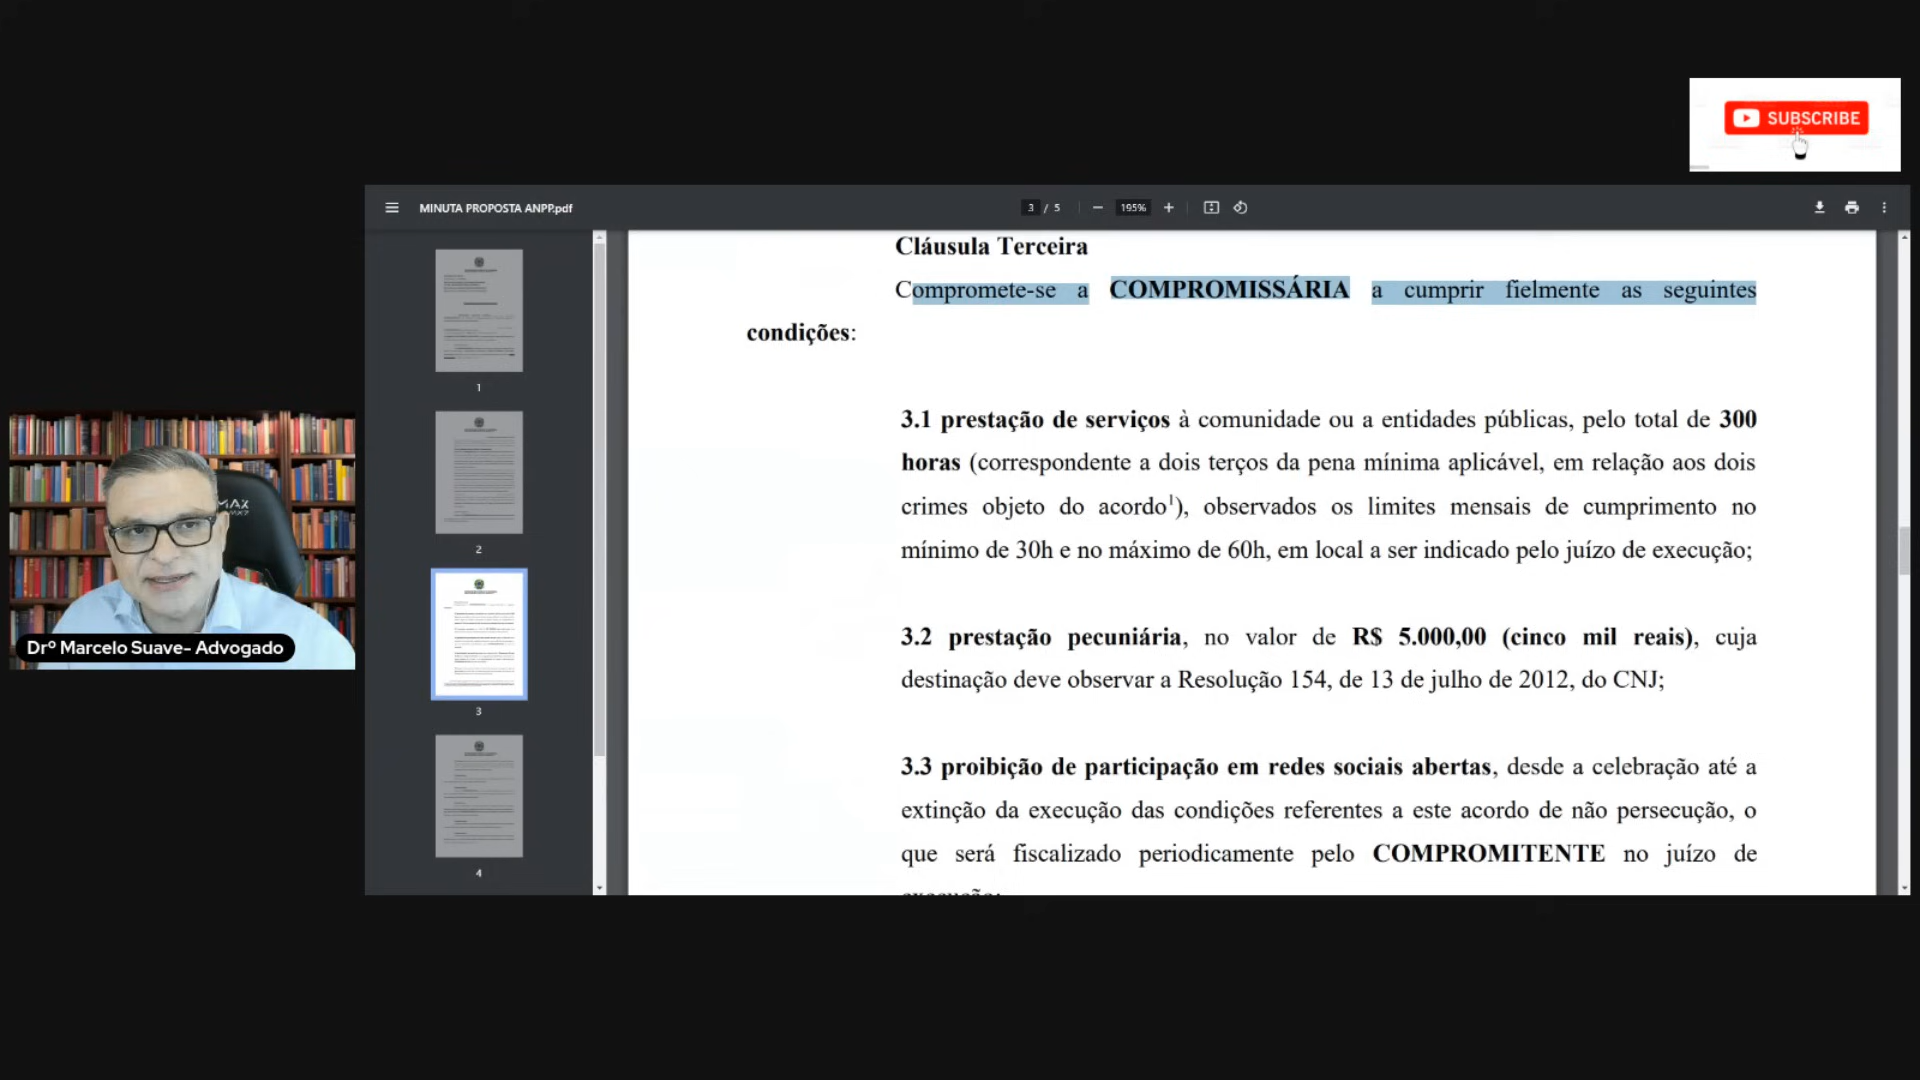 SUBSCRIBE
MINUTA PROPOSTA ANPP.pdf
3 / 5
195%
1
2
3
4
Cláusula Terceira
Compromete-se a COMPROMISSÁRIA a cumprir fielmente as seguintes
condições:
3.1 prestação de serviços à comunidade ou a entidades públicas, pelo total de 300
horas (correspondente a dois terços da pena mínima aplicável, em relação aos dois
crimes objeto do acordo¹), observados os limites mensais de cumprimento no
mínimo de 30h e no máximo de 60h, em local a ser indicado pelo juízo de execução;
3.2 prestação pecuniária, no valor de R$ 5.000,00 (cinco mil reais), cuja
destinação deve observar a Resolução 154, de 13 de julho de 2012, do CNJ;
3.3 proibição de participação em redes sociais abertas, desde a celebração até a
extinção da execução das condições referentes a este acordo de não persecução, o
que será fiscalizado periodicamente pelo COMPROMITENTE no juízo de
execução;
MAX
Drº Marcelo Suave- Advogado